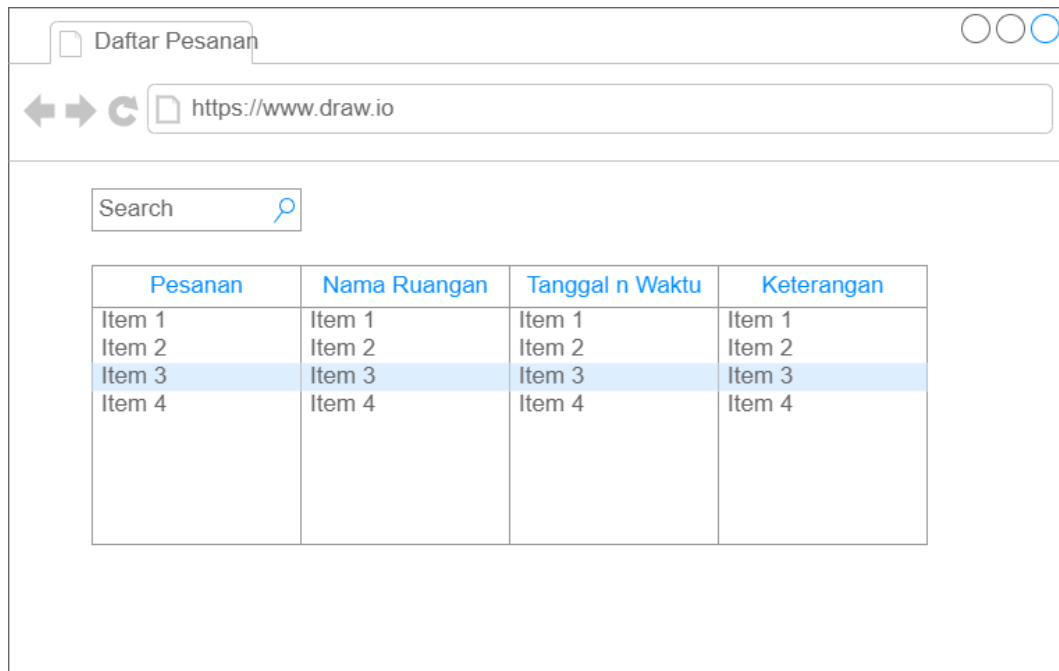 Daftar Pesanan
https://www.draw.io
Search
Pesanan Nama Ruangan Tanggal n Waktu Keterangan
Item 1 Item 1 Item 1 Item 1
Item 2 Item 2 Item 2 Item 2
Item 3 Item 3 Item 3 Item 3
Item 4 Item 4 Item 4 Item 4